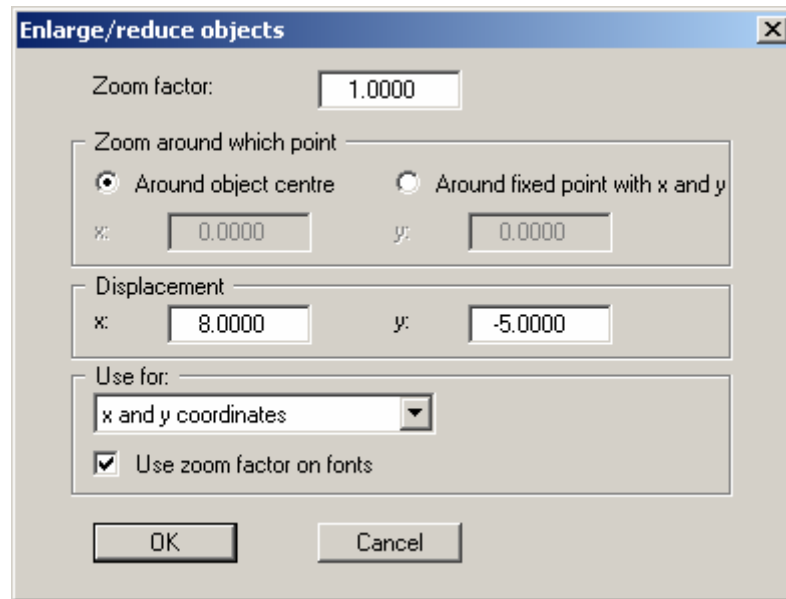 Enlarge/reduce objects
Zoom factor: 1.0000
Zoom around which point
Around object centre Around fixed point with x and y
x: 0.0000 y: 0.0000
Displacement
x: 8.0000 y: -5.0000
Use for:
x and y coordinates
Use zoom factor on fonts
OK Cancel